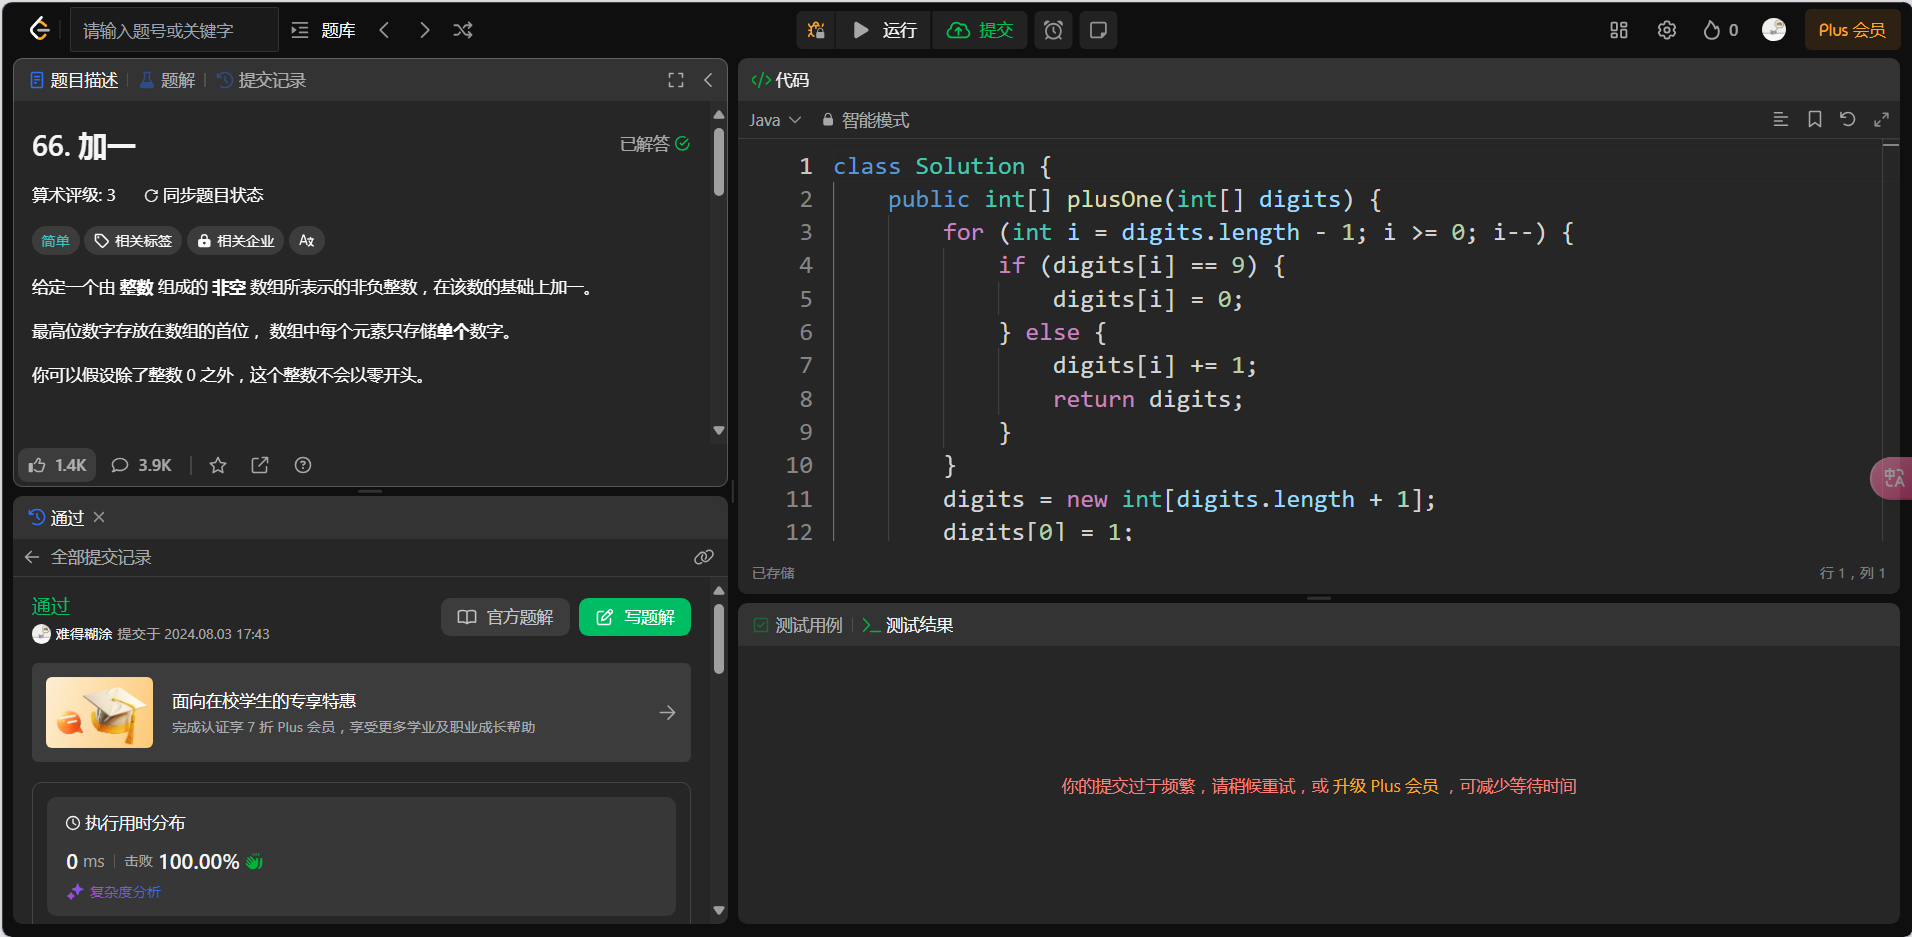 请输入题号或关键字
题库
运行
提交
0
Plus 会员
题目描述
题解
提交记录
66. 加一
已解答
算术评级: 3
同步题目状态
简单
相关标签
相关企业
给定一个由 整数 组成的 非空 数组所表示的非负整数，在该数的基础上加一。
最高位数字存放在数组的首位， 数组中每个元素只存储单个数字。
你可以假设除了整数 0 之外，这个整数不会以零开头。
1.4K
3.9K
通过
全部提交记录
通过
难得糊涂 提交于 2024.08.03 17:43
官方题解
写题解
面向在校学生的专享特惠
完成认证享 7 折 Plus 会员，享受更多学业及职业成长帮助
执行用时分布
0 ms
击败 100.00%
复杂度分析
代码
Java
智能模式
1 class Solution {
2 public int[] plusOne(int[] digits) {
3 for (int i = digits.length - 1; i >= 0; i--) {
4 if (digits[i] == 9) {
5 digits[i] = 0;
6 } else {
7 digits[i] += 1;
8 return digits;
9 }
10 }
11 digits = new int[digits.length + 1];
12 digits[0] = 1;
已存储
行 1，列 1
测试用例
测试结果
你的提交过于频繁，请稍候重试，或 升级 Plus 会员 ，可减少等待时间